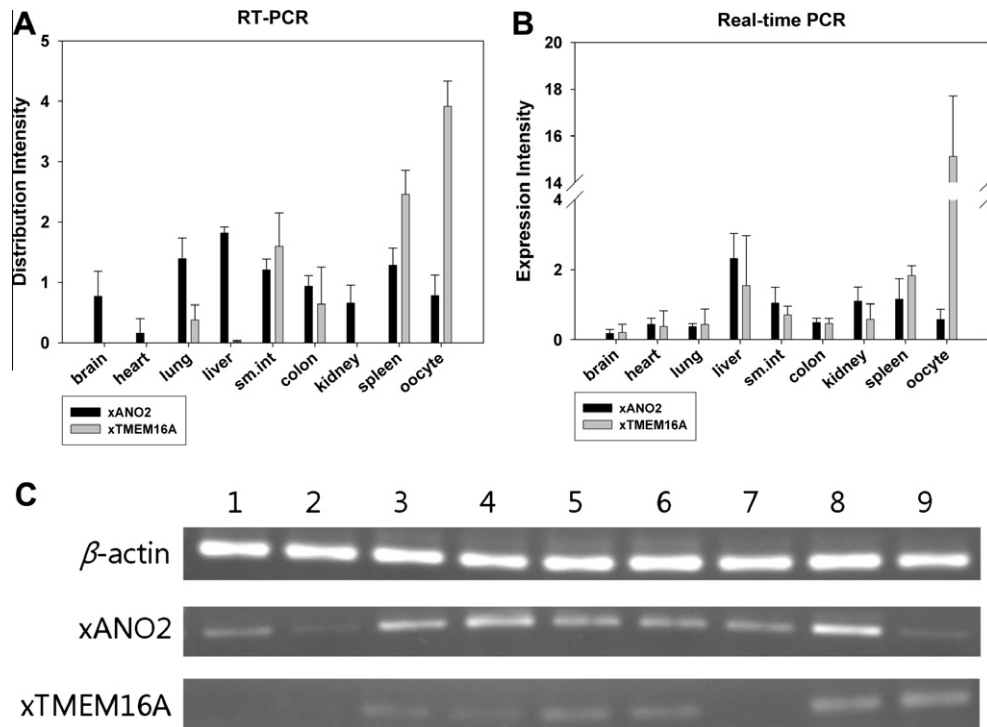 A
RT-PCR
Distribution Intensity
5
4
3
2
1
0
brain
heart
lung
liver
sm.int
colon
kidney
spleen
oocyte
xANO2
xTMEM16A
B
Real-time PCR
Expression Intensity
20
18
16
14
4
2
0
brain
heart
lung
liver
sm.int
colon
kidney
spleen
oocyte
xANO2
xTMEM16A
C
1 2 3 4 5 6 7 8 9
β-actin
xANO2
xTMEM16A